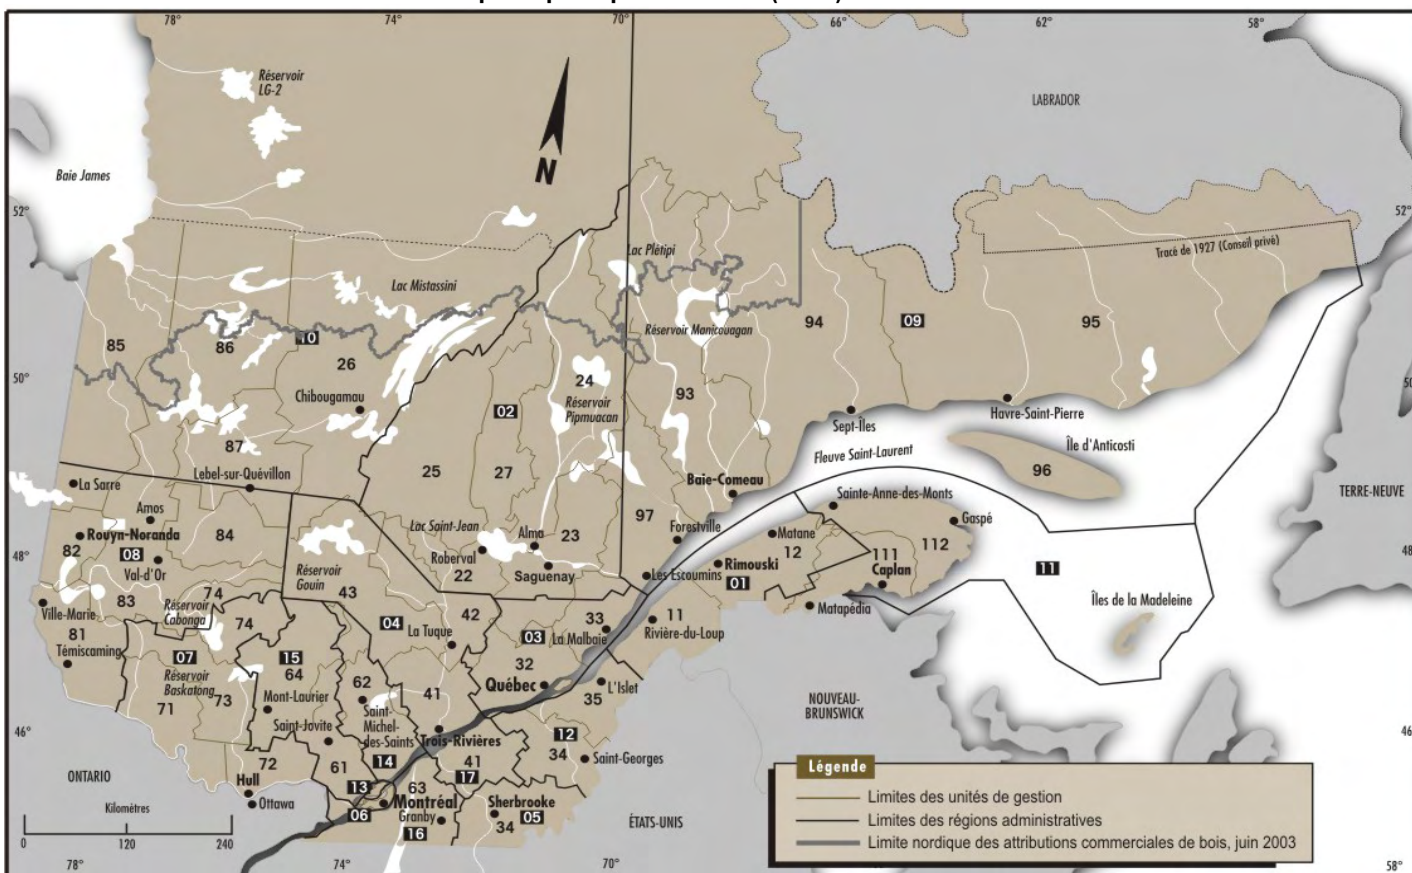 78°
74°
70°
66°
62°
58°
Réservoir
LG-2
LABRADOR
N
Baie James
52°
52°
Lac Plétipi
Tracé de 1927 (Conseil privé)
Lac Mistassini
85
86
10
26
Réservoir Manicouagan
94
09
95
50°
24
93
Chibougamau
02
Réservoir
Pipmuacan
Sept-Îles
Havre-Saint-Pierre
87
Fleuve Saint-Laurent
Île d'Anticosti
96
Lebel-sur-Quévillon
25
27
La Sarre
Baie-Comeau
Sainte-Anne-des-Monts
TERRE-NEUVE
Amos
Rouyn-Noranda
84
Lac Saint-Jean
Alma
23
97
Forestville
Matane
Gaspé
48°
82
08
Val-d'Or
Réservoir
Gouin
Roberval
12
111
112
22
Saguenay
Les Escoumins
Rimouski
01
Caplan
11
83
74
43
Ville-Marie
Réservoir
Cabonga
74
04
42
33
11
Matapédia
Îles de la Madeleine
81
La Tuque
03
La Malbaie
Rivière-du-Loup
Témiscaming
07
15
Réservoir
Baskatong
64
62
32
71
73
Mont-Laurier
41
Québec
L'Islet
35
NOUVEAU-
BRUNSWICK
Saint-Jovite
Saint-
Michel-
des-Saints
46°
46
Trois-Rivières
12
34
Saint-Georges
72
61
14
41
17
ONTARIO
Hull
13
63
Légende
Limites des unités de gestion
Ottawa
Montréal
Sherbrooke
Kilomètres
06
Granby
05
ÉTATS-UNIS
Limites des régions administratives
16
34
0
120
240
Limite nordique des attributions commerciales de bois, juin 2003
78°
74°
70°
58°